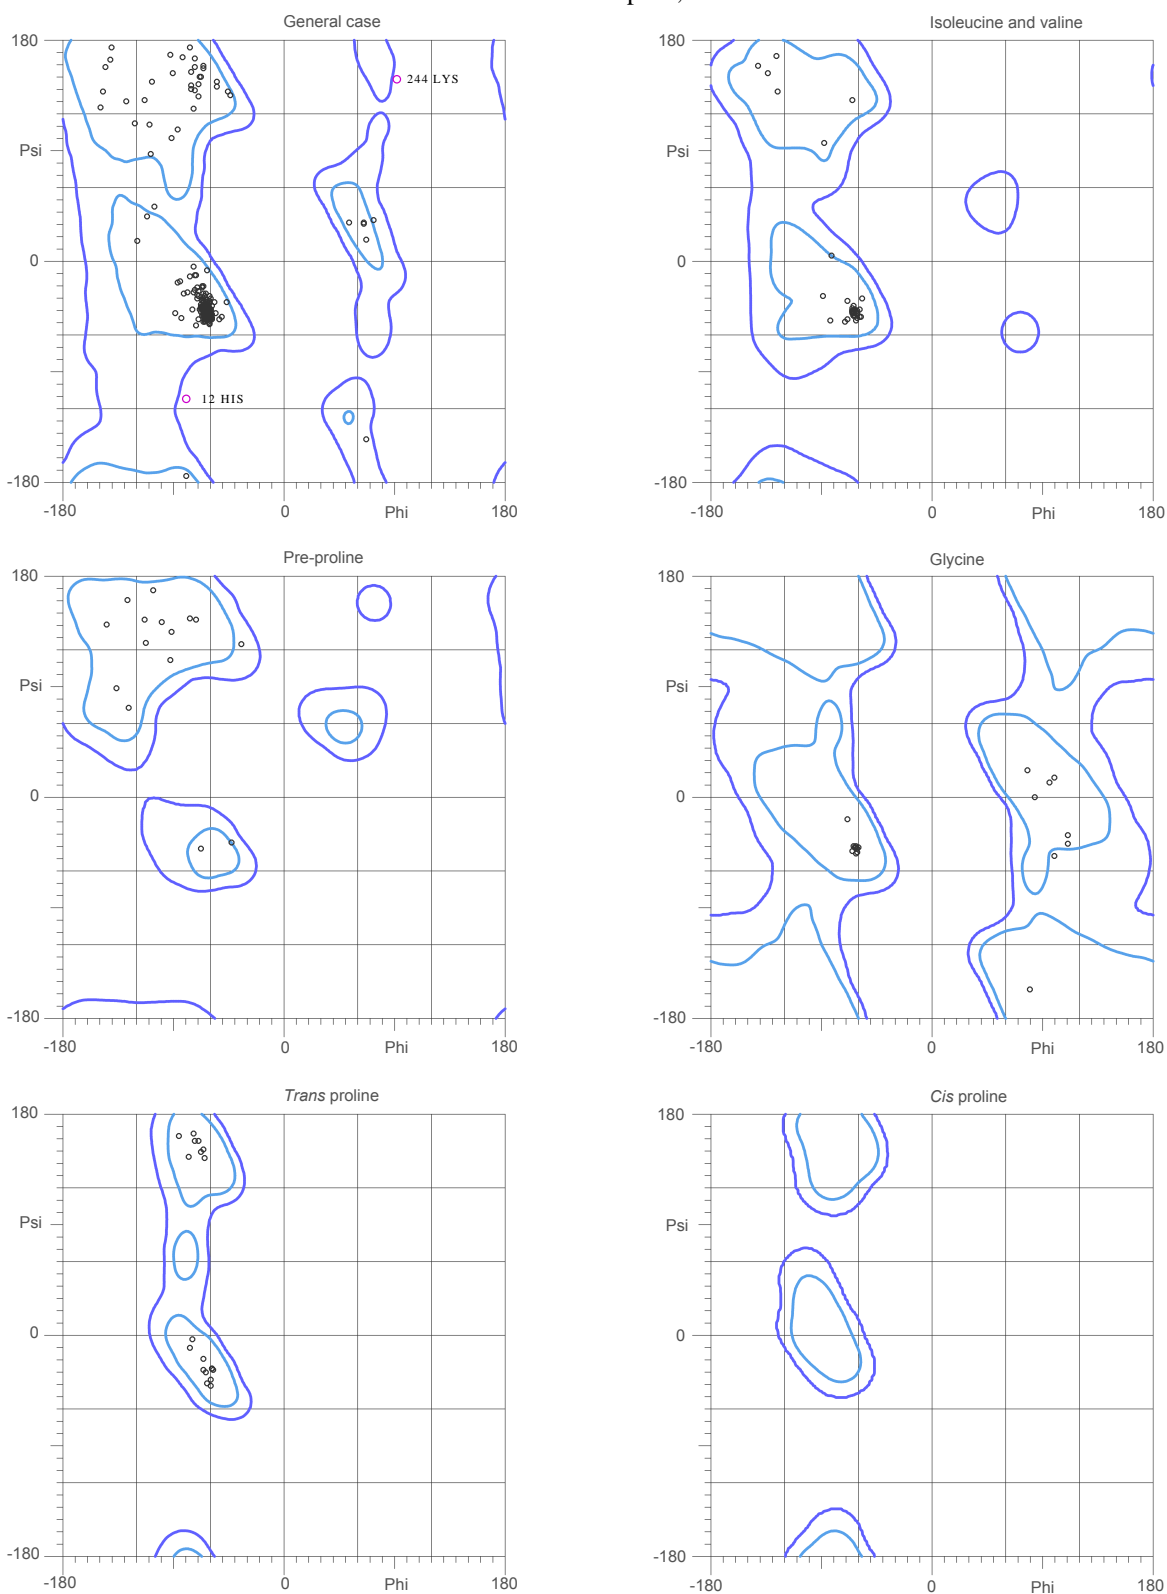 General case
180
Psi
0
-180
-180
0
Phi
180
244 LYS
12 HIS
Isoleucine and valine
180
Psi
0
-180
-180
0
Phi
180
Pre-proline
180
Psi
0
-180
-180
0
Phi
180
Glycine
180
Psi
0
-180
-180
0
Phi
180
Trans proline
180
Psi
0
-180
-180
0
Phi
180
Cis proline
180
Psi
0
-180
-180
0
Phi
180